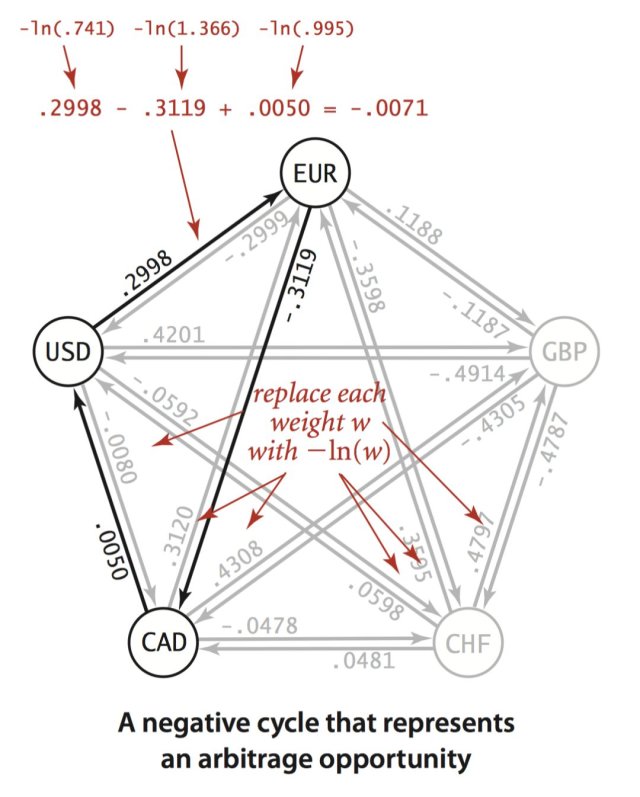 -ln(.741) -ln(1.366) -ln(.995)
.2998 - .3119 + .0050 = -.0071
EUR
.2998
-.2999
-.3119
-.3598
.1188
-.1187
USD
.4201
GBP
-.4914
-.0592
replace each
weight w
with −ln(w)
-.4305
-.4787
-.0080
.0050
.3120
.4308
.3595
.4797
.0598
CAD
-.0478
CHF
.0481
A negative cycle that represents
an arbitrage opportunity